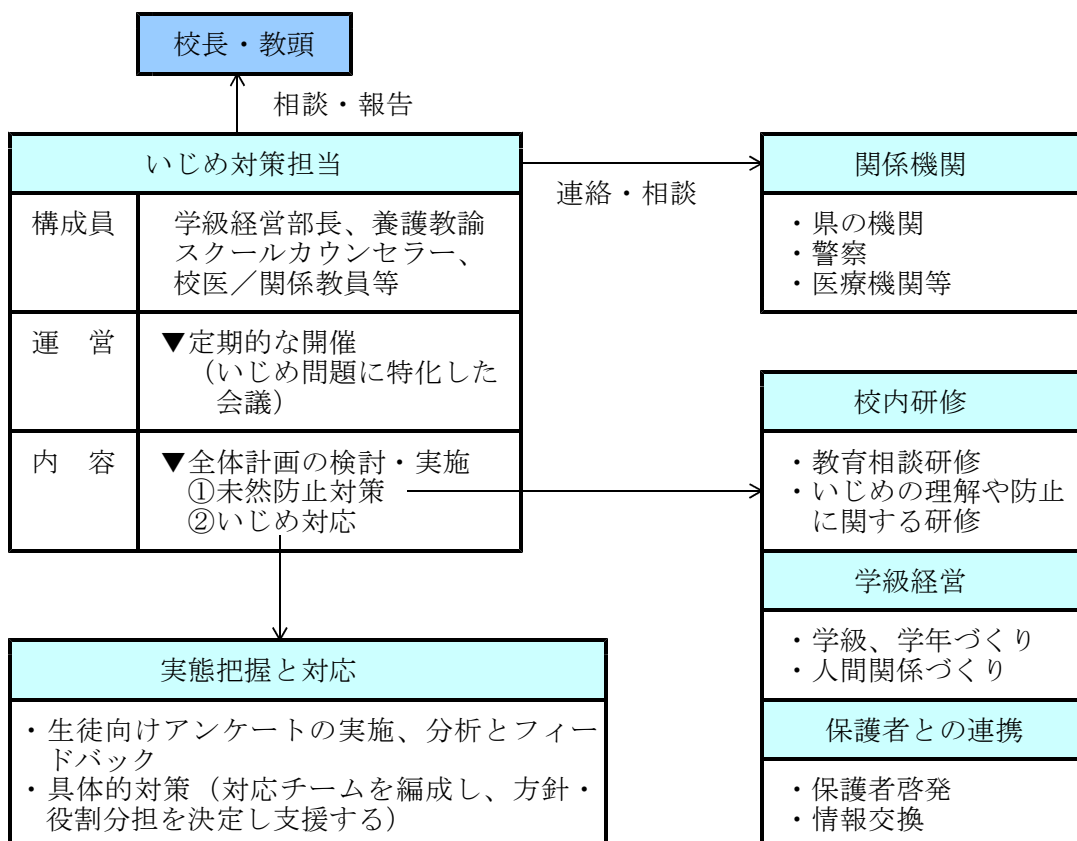 校長・教頭
相談・報告
いじめ対策担当
構成員
学級経営部長、養護教諭
スクールカウンセラー、
校医／関係教員等
運　営
▼定期的な開催
（いじめ問題に特化した
会議）
内　容
▼全体計画の検討・実施
①未然防止対策
②いじめ対応
連絡・相談
関係機関
・県の機関
・警察
・医療機関等
校内研修
・教育相談研修
・いじめの理解や防止
に関する研修
学級経営
・学級、学年づくり
・人間関係づくり
保護者との連携
・保護者啓発
・情報交換
実態把握と対応
・生徒向けアンケートの実施、分析とフィー
ドバック
・具体的対策（対応チームを編成し、方針・
役割分担を決定し支援する）